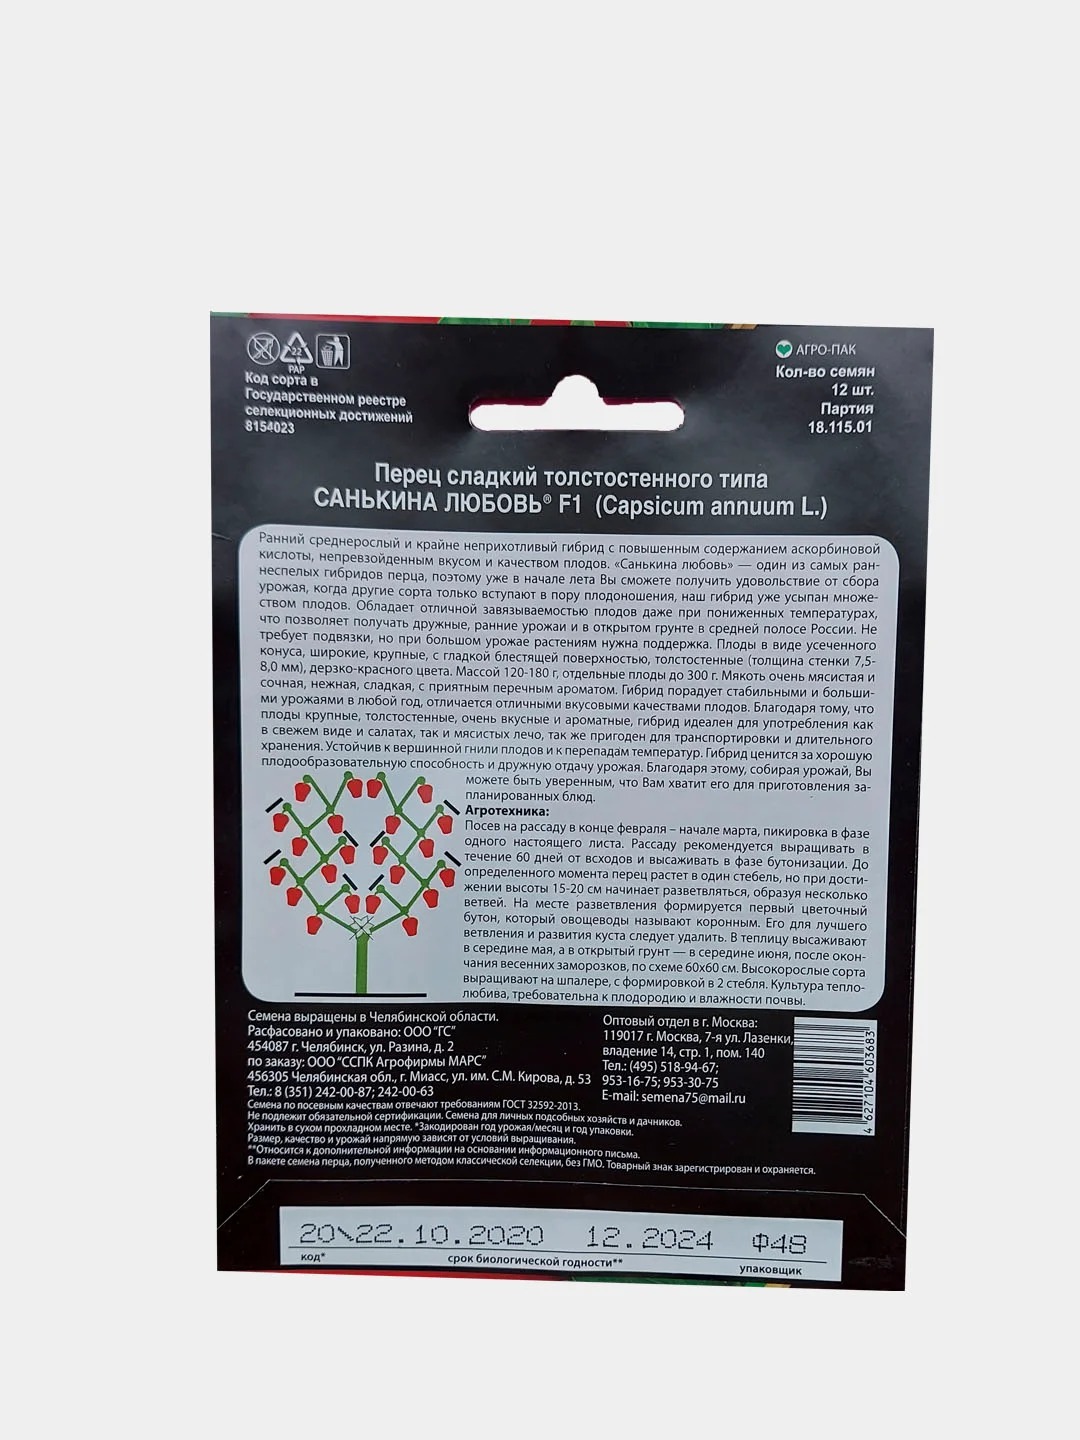 22
PAP
Код сорта в
Государственном реестре
селекционных достижений
8154023
АГРО-ПАК
Кол-во семян
12 шт.
Партия
18.115.01
Перец сладкий толстостенного типа
САНЬКИНА ЛЮБОВЬ® F1 (Capsicum annuum L.)
Ранний среднерослый и крайне неприхотливый гибрид с повышенным содержанием аскорбиновой
кислоты, непревзойденным вкусом и качеством плодов. «Санькина любовь» — один из самых ран-
неспелых гибридов перца, поэтому уже в начале лета Вы сможете получить удовольствие от сбора
урожая, когда другие сорта только вступают в пору плодоношения, наш гибрид уже усыпан множе-
ством плодов. Обладает отличной завязываемостью плодов даже при пониженных температурах,
что позволяет получать дружные, ранние урожаи и в открытом грунте в средней полосе России. Не
требует подвязки, но при большом урожае растениям нужна поддержка. Плоды в виде усеченного
конуса, широкие, крупные, с гладкой блестящей поверхностью, толстостенные (толщина стенки 7,5-
8,0 мм), дерзко-красного цвета. Массой 120-180 г, отдельные плоды до 300 г. Мякоть очень мясистая и
сочная, нежная, сладкая, с приятным перечным ароматом. Гибрид порадует стабильными и больши-
ми урожаями в любой год, отличается отличными вкусовыми качествами плодов. Благодаря тому, что
плоды крупные, толстостенные, очень вкусные и ароматные, гибрид идеален для употребления как
в свежем виде и салатах, так и мясистых лечо, так же пригоден для транспортировки и длительного
хранения. Устойчив к вершинной гнили плодов и к перепадам температур. Гибрид ценится за хорошую
плодообразовательную способность и дружную отдачу урожая. Благодаря этому, собирая урожай, Вы
можете быть уверенным, что Вам хватит его для приготовления за-
планированных блюд.
Агротехника:
Посев на рассаду в конце февраля – начале марта, пикировка в фазе
одного настоящего листа. Рассаду рекомендуется выращивать в
течение 60 дней от всходов и высаживать в фазе бутонизации. До
определенного момента перец растет в один стебель, но при дости-
жении высоты 15-20 см начинает разветвляться, образуя несколько
ветвей. На месте разветвления формируется первый цветочный
бутон, который овощеводы называют коронным. Его для лучшего
ветвления и развития куста следует удалить. В теплицу высаживают
в середине мая, а в открытый грунт — в середине июня, после окон-
чания весенних заморозков, по схеме 60х60 см. Высокорослые сорта
выращивают на шпалере, с формировкой в 2 стебля. Культура тепло-
любива, требовательна к плодородию и влажности почвы.
Семена выращены в Челябинской области.
Расфасовано и упаковано: ООО "ГС"
454087 г. Челябинск, ул. Разина, д. 2
по заказу: ООО "ССПК Агрофирмы МАРС"
456305 Челябинская обл., г. Миасс, ул. им. С.М. Кирова, д. 53
Тел.: 8 (351) 242-00-87; 242-00-63
Оптовый отдел в г. Москва:
119017 г. Москва, 7-я ул. Лазенки,
владение 14, стр. 1, пом. 140
Тел.: (495) 518-94-67;
953-16-75; 953-30-75
E-mail: semena75@mail.ru
4 627104 603683
Семена по посевным качествам отвечают требованиям ГОСТ 32592-2013.
Не подлежит обязательной сертификации. Семена для личных подсобных хозяйств и дачников.
Хранить в сухом прохладном месте. *Закодирован год урожая/месяц и год упаковки.
Размер, качество и урожай напрямую зависят от условий выращивания.
**Относится к дополнительной информации на основании информационного письма.
В пакете семена перца, полученного методом классической селекции, без ГМО. Товарный знак зарегистрирован и охраняется.
20\22.10.2020 12.2024 Ф48
код* срок биологической годности** упаковщик